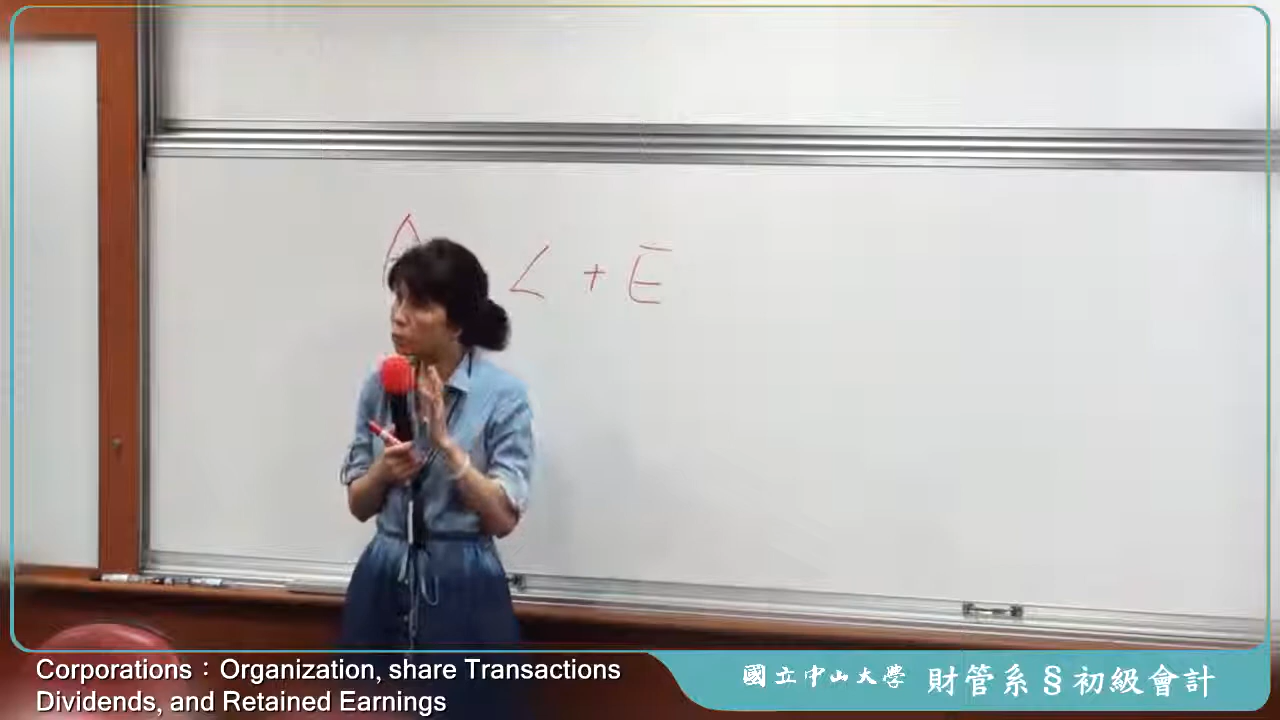 A L + E
Corporations：Organization, share Transactions
Dividends, and Retained Earnings
國立中山大學 財管系§初級會計